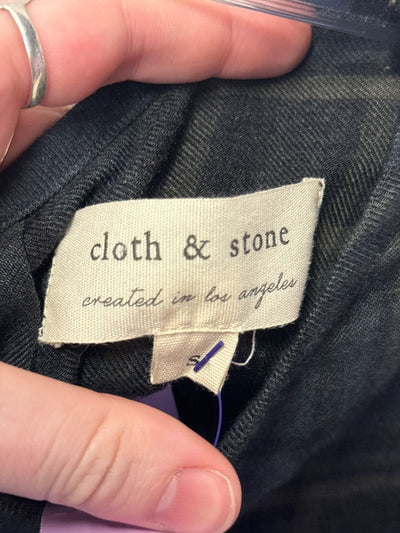 cloth & stone
created in los angeles
S